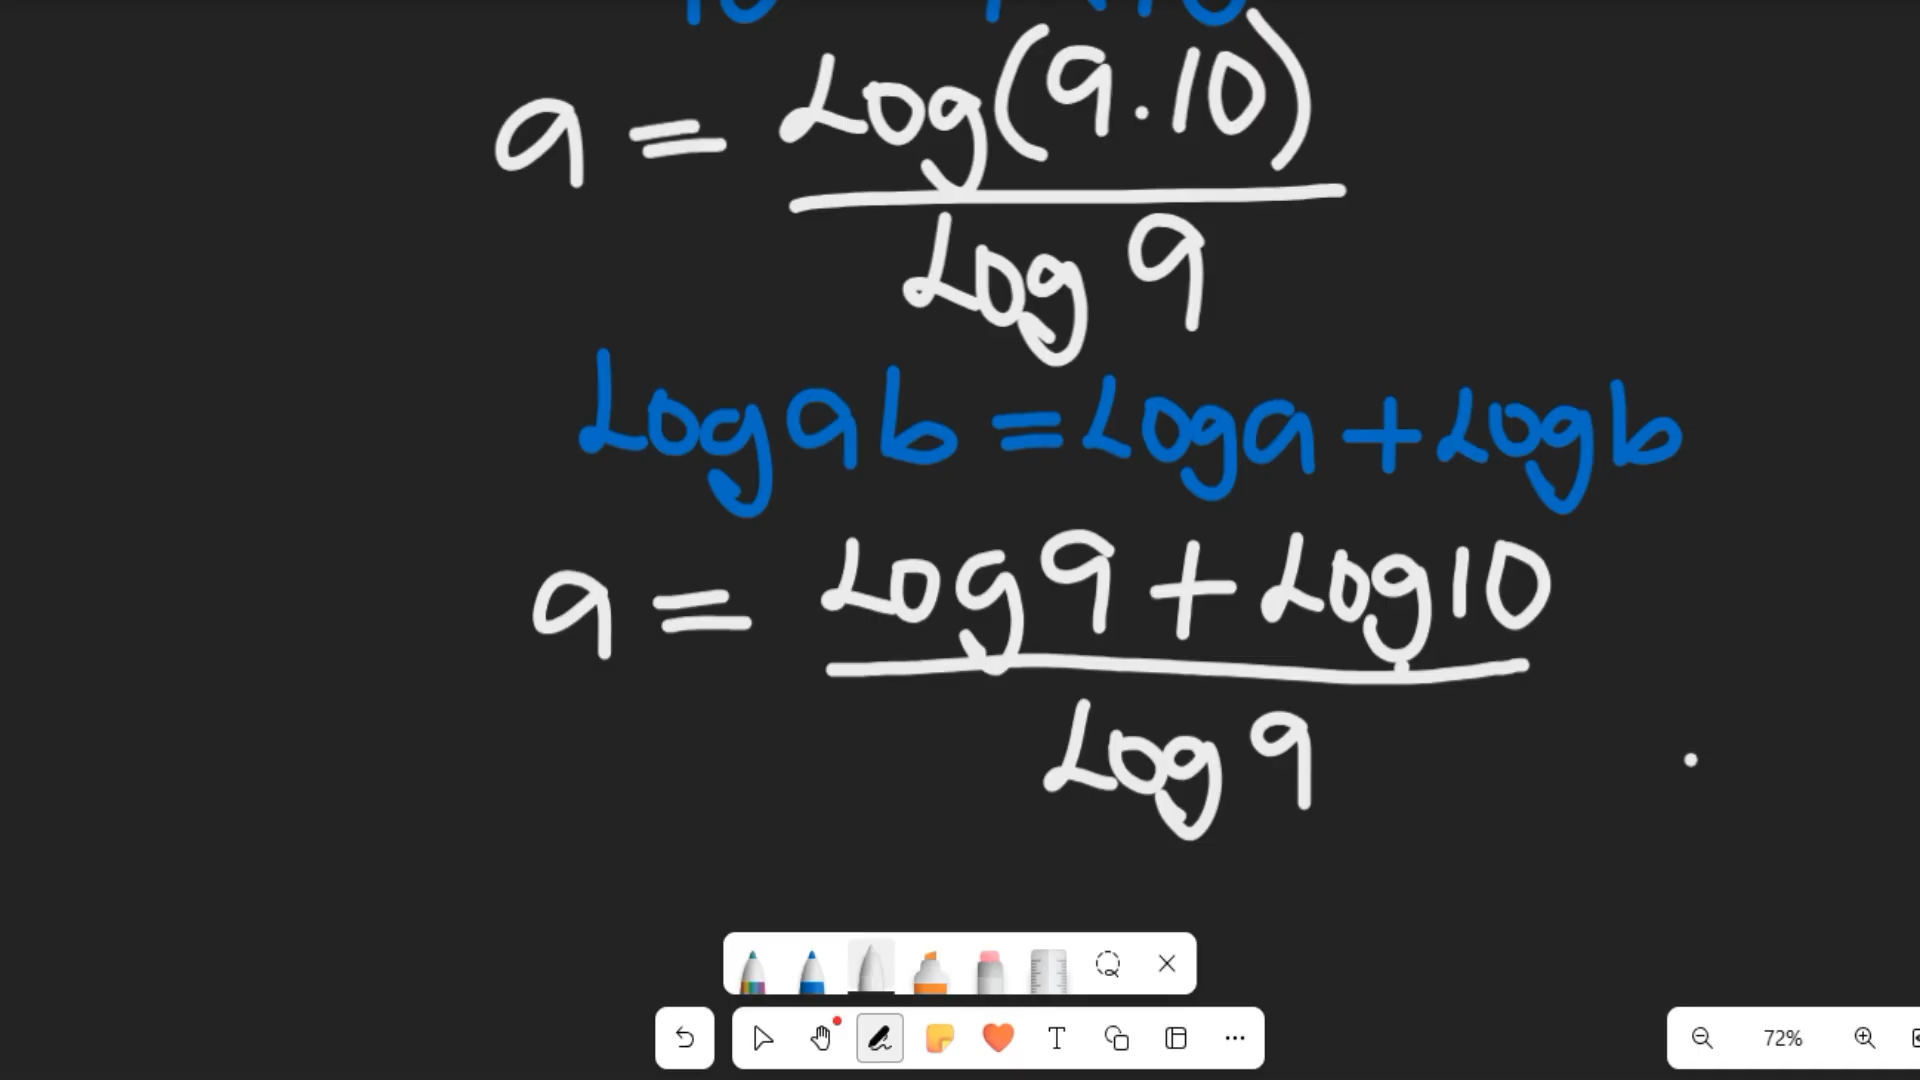 a = Log(9.10)
Log 9
Log ab = Log a + Log b
a = Log 9 + Log 10
Log 9
72%